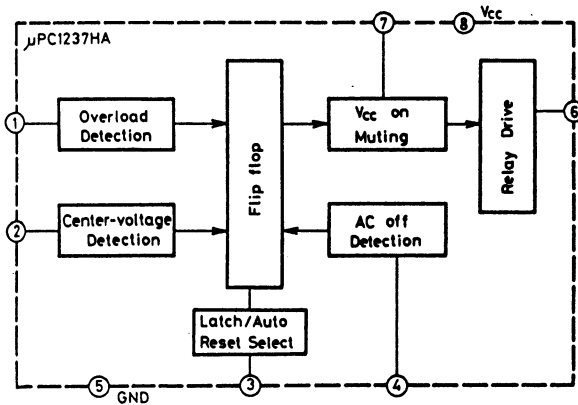 7
8
Vcc
μPC1237HA
1
Overload
Detection
Flip flop
Vcc on
Muting
Relay Drive
6
2
Center-voltage
Detection
AC off
Detection
Latch/Auto
Reset Select
5
GND
3
4